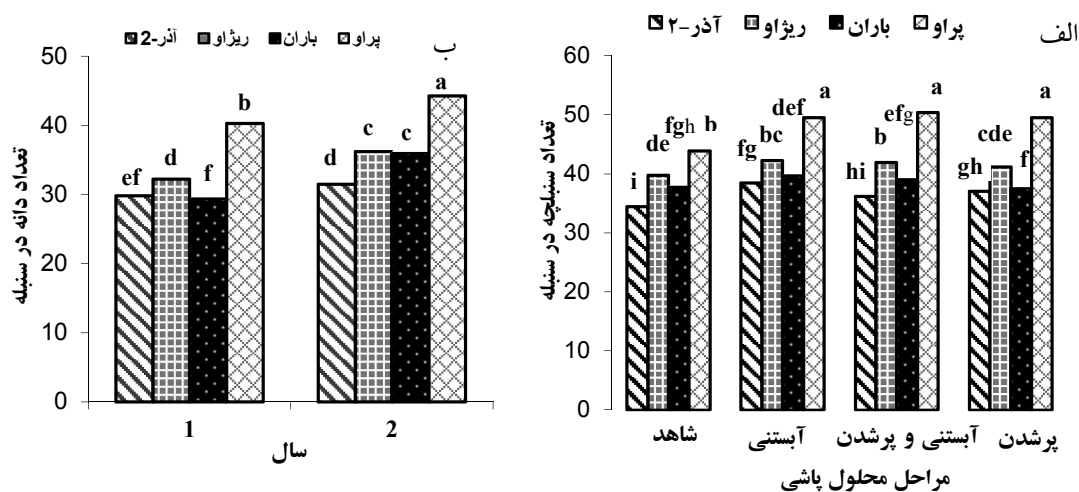 الف
آذر-۲ ریژاو باران پراو
تعداد سنبلچه در سنبله
60
50
40
30
20
10
0
i de fgh b
fg bc def a
hi b efg a
gh cde f a
شاهد آبستنی آبستنی و پرشدن پرشدن
مراحل محلول پاشی
ب
آذر-2 ریژاو باران پراو
تعداد دانه در سنبله
50
40
30
20
10
0
ef d f b
d c c a
1 2
سال